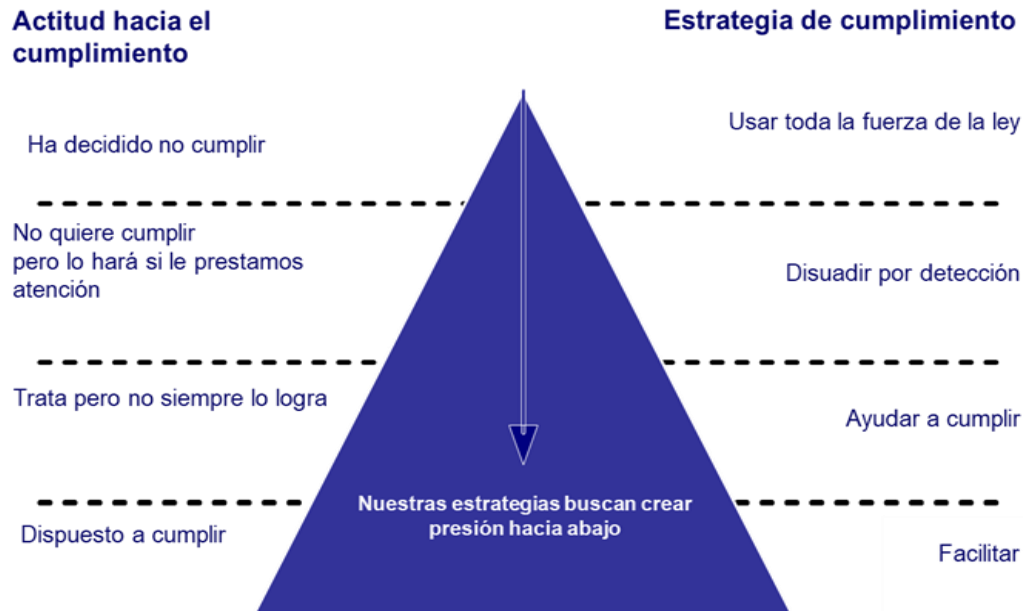 Actitud hacia el
cumplimiento
Estrategia de cumplimiento
Ha decidido no cumplir
Usar toda la fuerza de la ley
No quiere cumplir
pero lo hará si le prestamos
atención
Disuadir por detección
Trata pero no siempre lo logra
Ayudar a cumplir
Nuestras estrategias buscan crear
presión hacia abajo
Dispuesto a cumplir
Facilitar